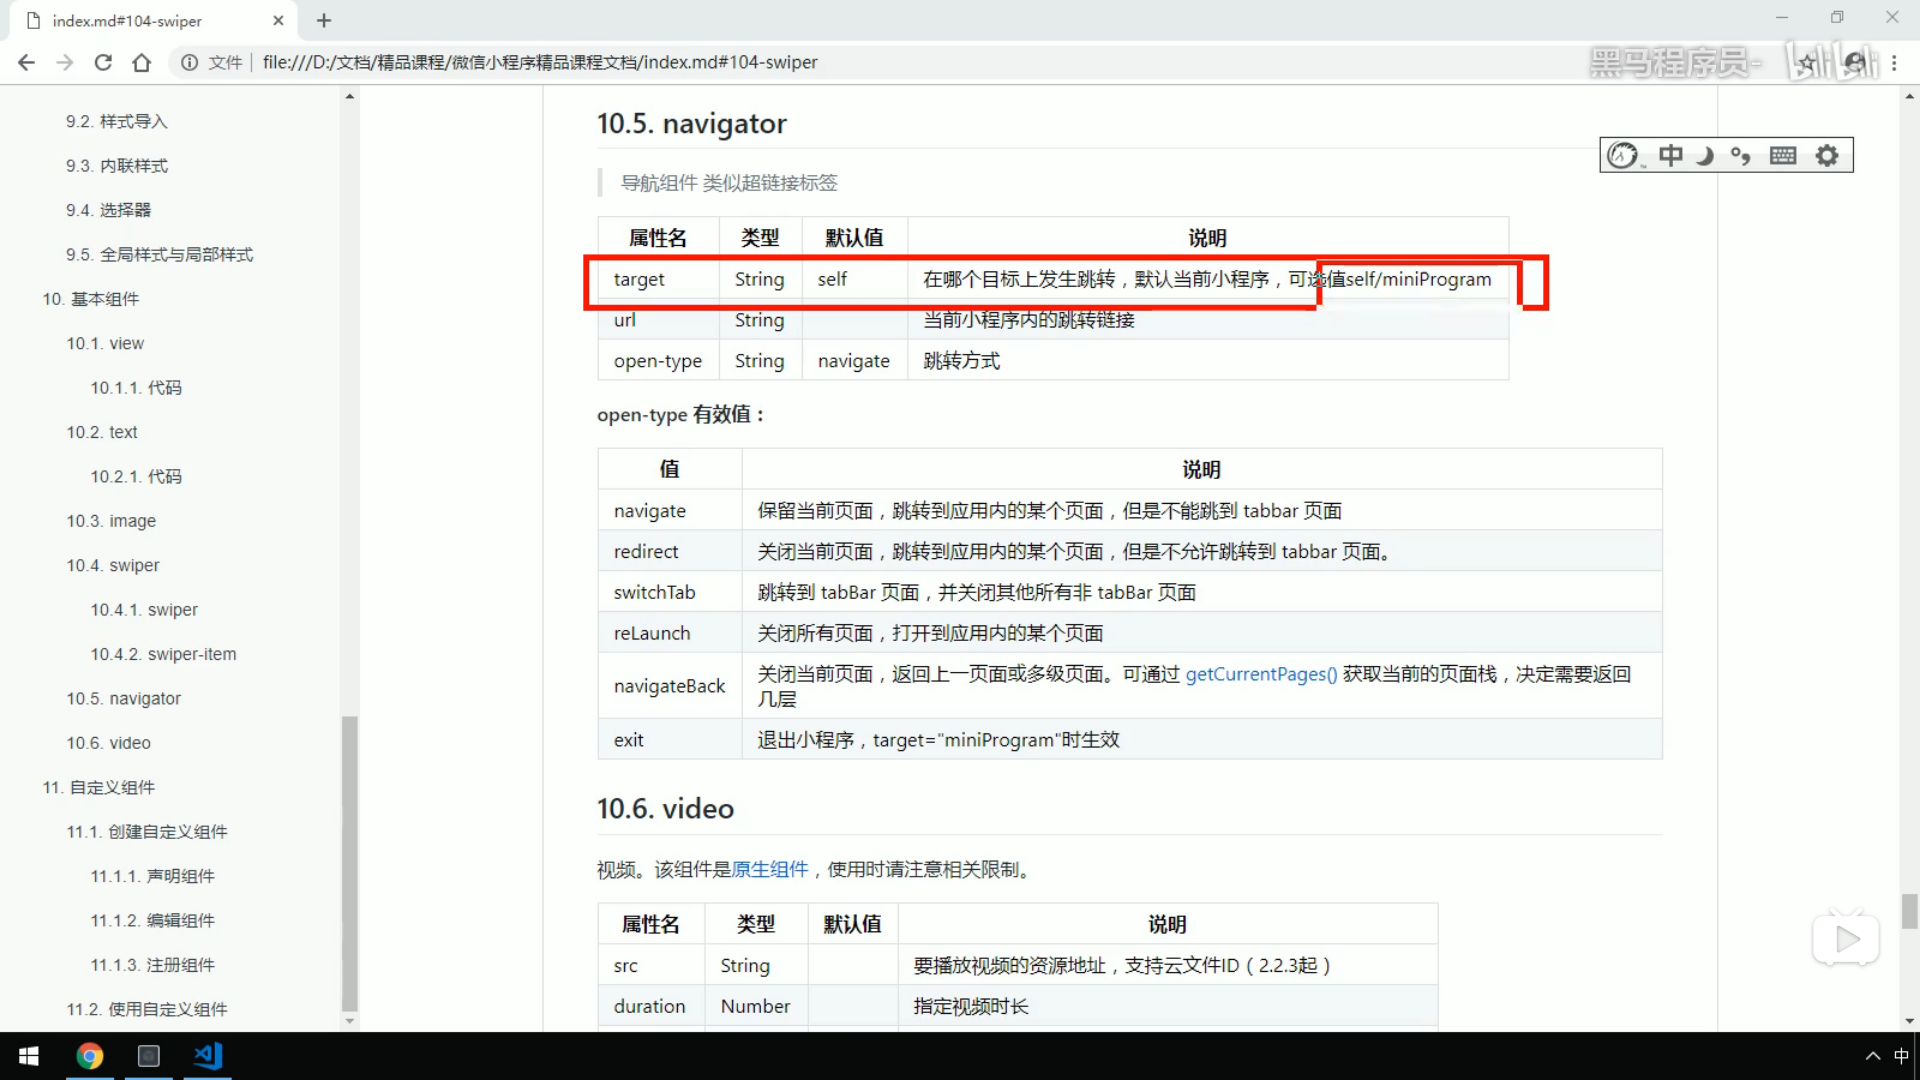 index.md#104-swiper
文件
file:///D:/文档/精品课程/微信小程序精品课程文档/index.md#104-swiper
黑马程序员-
bilibili
9.2. 样式导入
9.3. 内联样式
9.4. 选择器
9.5. 全局样式与局部样式
10. 基本组件
10.1. view
10.1.1. 代码
10.2. text
10.2.1. 代码
10.3. image
10.4. swiper
10.4.1. swiper
10.4.2. swiper-item
10.5. navigator
10.6. video
11. 自定义组件
11.1. 创建自定义组件
11.1.1. 声明组件
11.1.2. 编辑组件
11.1.3. 注册组件
11.2. 使用自定义组件
10.5. navigator
中
导航组件 类似超链接标签
属性名 类型 默认值 说明
target String self 在哪个目标上发生跳转，默认当前小程序，可选值self/miniProgram
url String 当前小程序内的跳转链接
open-type String navigate 跳转方式
open-type 有效值：
值 说明
navigate 保留当前页面，跳转到应用内的某个页面，但是不能跳到 tabbar 页面
redirect 关闭当前页面，跳转到应用内的某个页面，但是不允许跳转到 tabbar 页面。
switchTab 跳转到 tabBar 页面，并关闭其他所有非 tabBar 页面
reLaunch 关闭所有页面，打开到应用内的某个页面
navigateBack 关闭当前页面，返回上一页面或多级页面。可通过 getCurrentPages() 获取当前的页面栈，决定需要返回
几层
exit 退出小程序，target="miniProgram"时生效
10.6. video
视频。该组件是原生组件，使用时请注意相关限制。
属性名 类型 默认值 说明
src String 要播放视频的资源地址，支持云文件ID（2.2.3起）
duration Number 指定视频时长
中